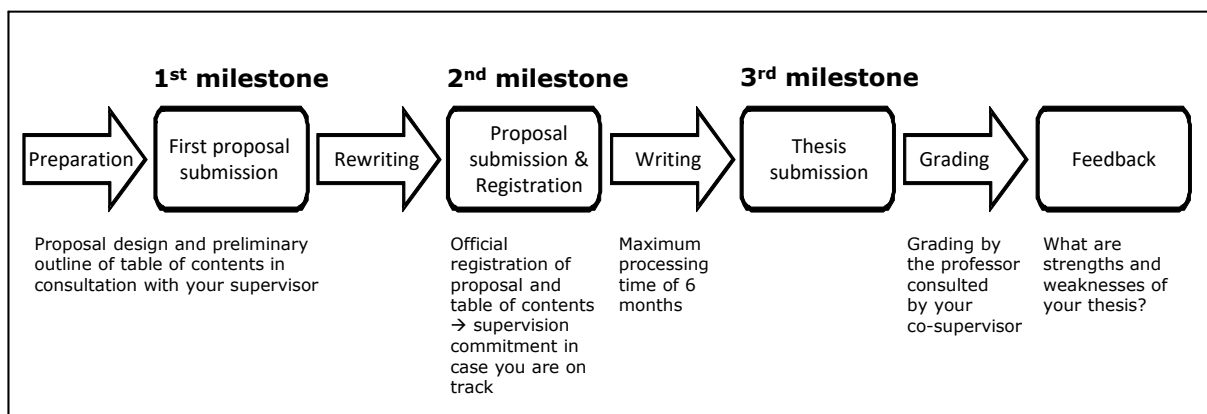 1st milestone
2nd milestone
3rd milestone
Preparation
First proposal
submission
Rewriting
Proposal
submission &
Registration
Writing
Thesis
submission
Grading
Feedback
Proposal design and preliminary
outline of table of contents in
consultation with your supervisor
Official
registration of
proposal and
table of contents
→ supervision
commitment in
case you are on
track
Maximum
processing
time of 6
months
Grading by
the professor
consulted
by your
co-supervisor
What are
strengths and
weaknesses of
your thesis?